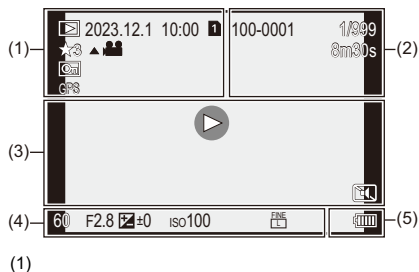 2023.12.1 10:00 1 100-0001 1/999
(1) ★3 8m30s (2)
GPS
(3)
(4) 60 F2.8 ±0 ISO100 FINE L (5)
(1)